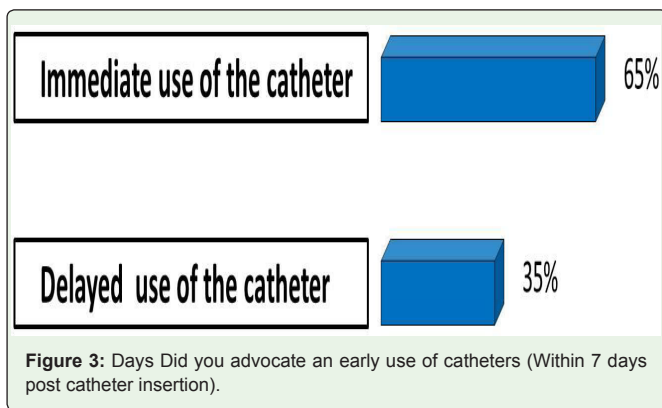 Immediate use of the catheter
65%
Delayed use of the catheter
35%
Figure 3: Days Did you advocate an early use of catheters (Within 7 days
post catheter insertion).